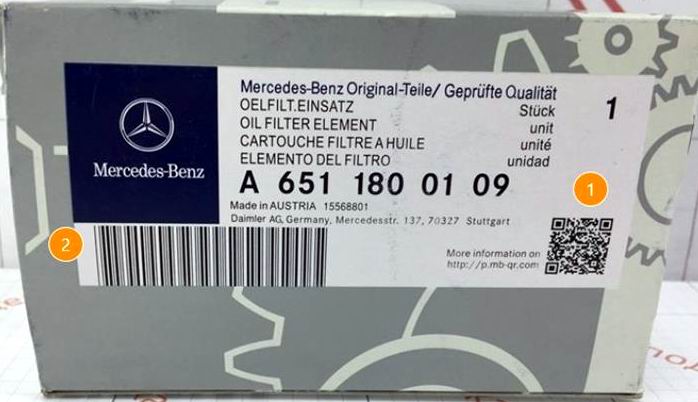 Mercedes-Benz
Mercedes-Benz Original-Teile/ Geprüfte Qualität
OELFILT.EINSATZ Stück 1
OIL FILTER ELEMENT unit
CARTOUCHE FILTRE A HUILE unité
ELEMENTO DEL FILTRO unidad
A 651 180 01 09
1
Made in AUSTRIA 15568801
Daimler AG, Germany, Mercedesstr. 137, 70327 Stuttgart
2
More information on
http://p.mb-qr.com